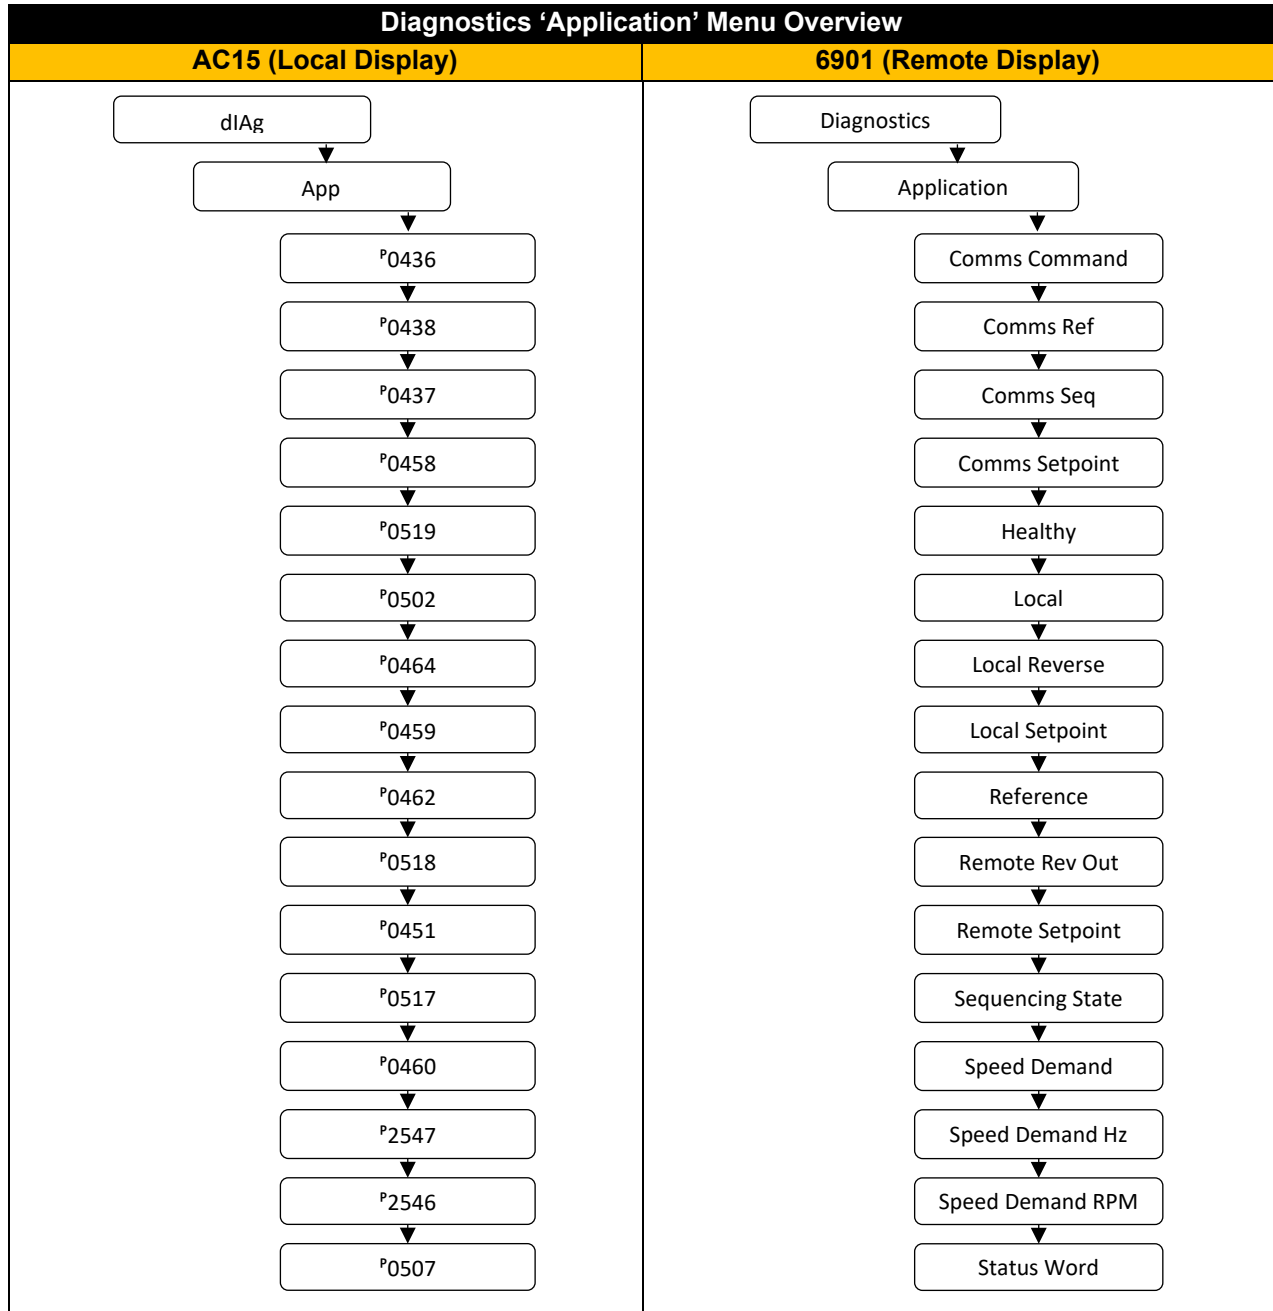 Diagnostics ‘Application’ Menu Overview
AC15 (Local Display)
6901 (Remote Display)
dIAg
App
ᴾ0436
ᴾ0438
ᴾ0437
ᴾ0458
ᴾ0519
ᴾ0502
ᴾ0464
ᴾ0459
ᴾ0462
ᴾ0518
ᴾ0451
ᴾ0517
ᴾ0460
ᴾ2547
ᴾ2546
ᴾ0507
Diagnostics
Application
Comms Command
Comms Ref
Comms Seq
Comms Setpoint
Healthy
Local
Local Reverse
Local Setpoint
Reference
Remote Rev Out
Remote Setpoint
Sequencing State
Speed Demand
Speed Demand Hz
Speed Demand RPM
Status Word